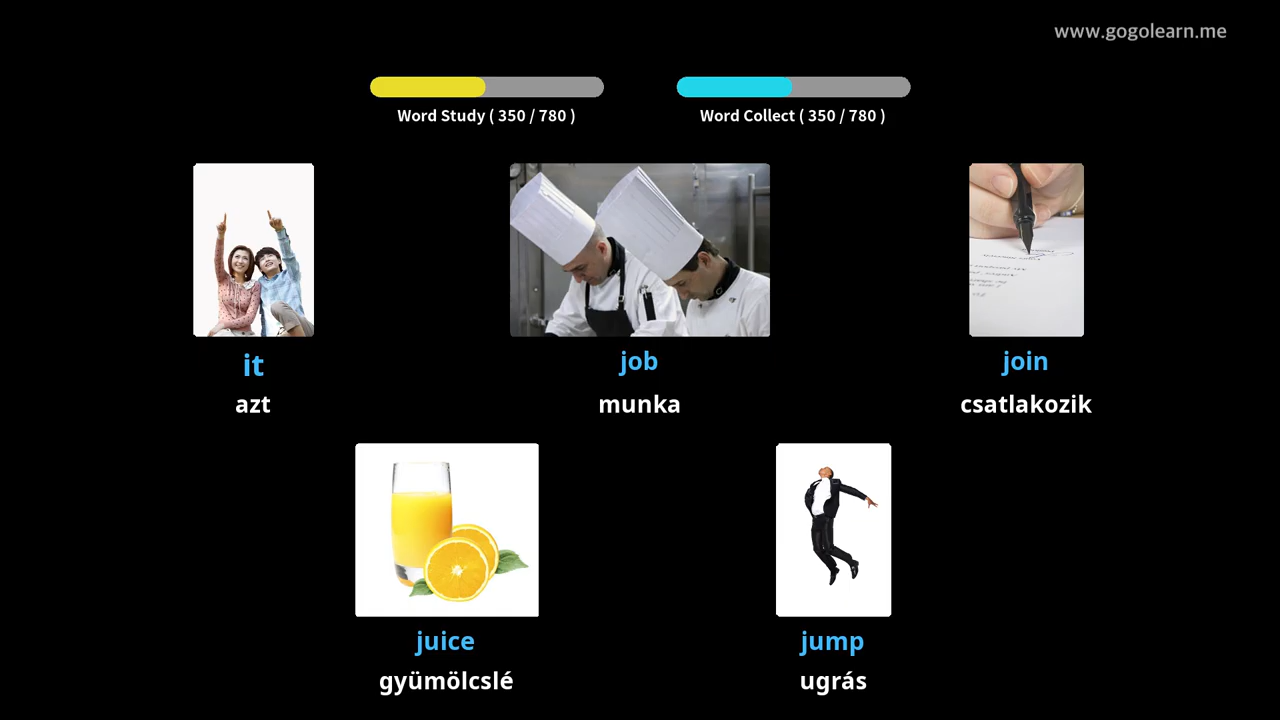 www.gogolearn.me
Word Study ( 350 / 780 )
Word Collect ( 350 / 780 )
it
azt
job
munka
join
csatlakozik
juice
gyümölcslé
jump
ugrás